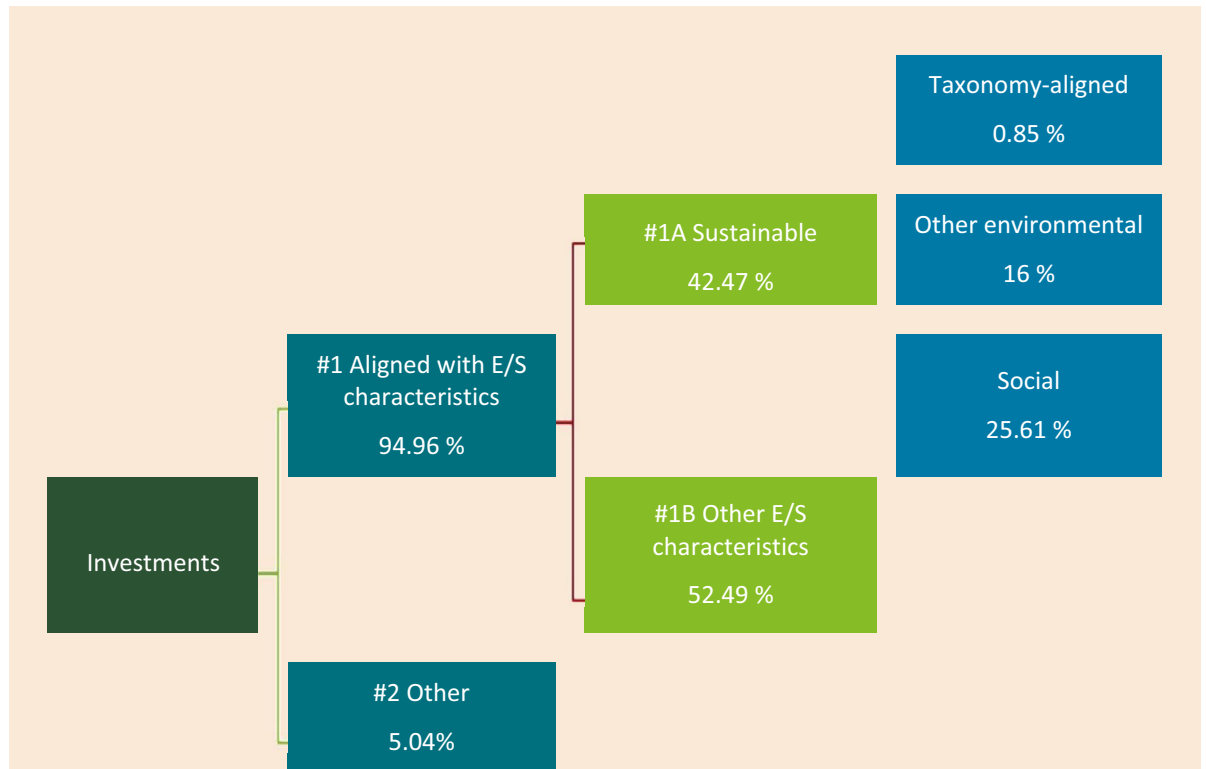 Investments
#1 Aligned with E/S
characteristics
94.96 %
#2 Other
5.04%
#1A Sustainable
42.47 %
#1B Other E/S
characteristics
52.49 %
Taxonomy-aligned
0.85 %
Other environmental
16 %
Social
25.61 %